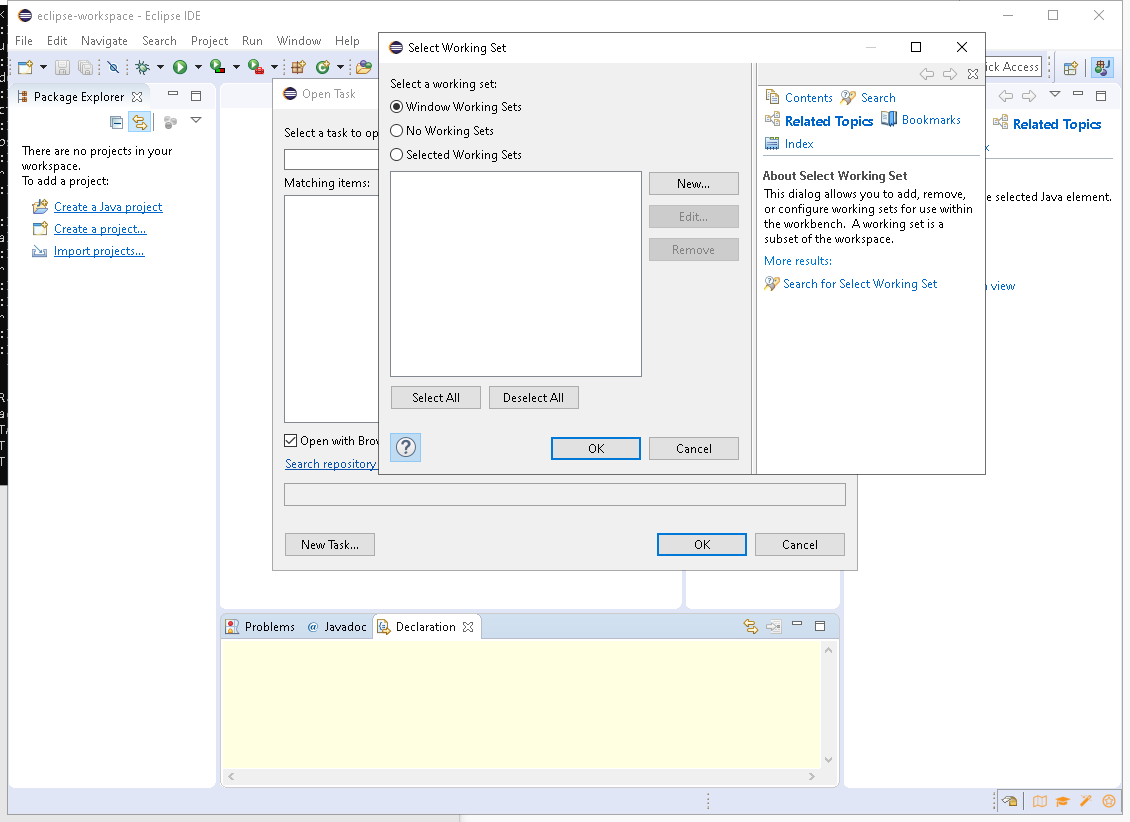 eclipse-workspace - Eclipse IDE
File Edit Navigate Search Project Run Window Help
Select Working Set
Access
Package Explorer
Open Task
Select a task to op
Matching items:
There are no projects in your
workspace.
To add a project:
Create a Java project
Create a project...
Import projects...
Select a working set:
Window Working Sets
No Working Sets
Selected Working Sets
New...
Edit...
Remove
Select All
Deselect All
OK
Cancel
Contents
Search
Related Topics
Bookmarks
Index
About Select Working Set
This dialog allows you to add, remove,
or configure working sets for use within
the workbench. A working set is a
subset of the workspace.
More results:
Search for Select Working Set
Related Topics
e selected Java element.
view
Open with Brow
Search repository
New Task...
OK
Cancel
Problems
@ Javadoc
Declaration